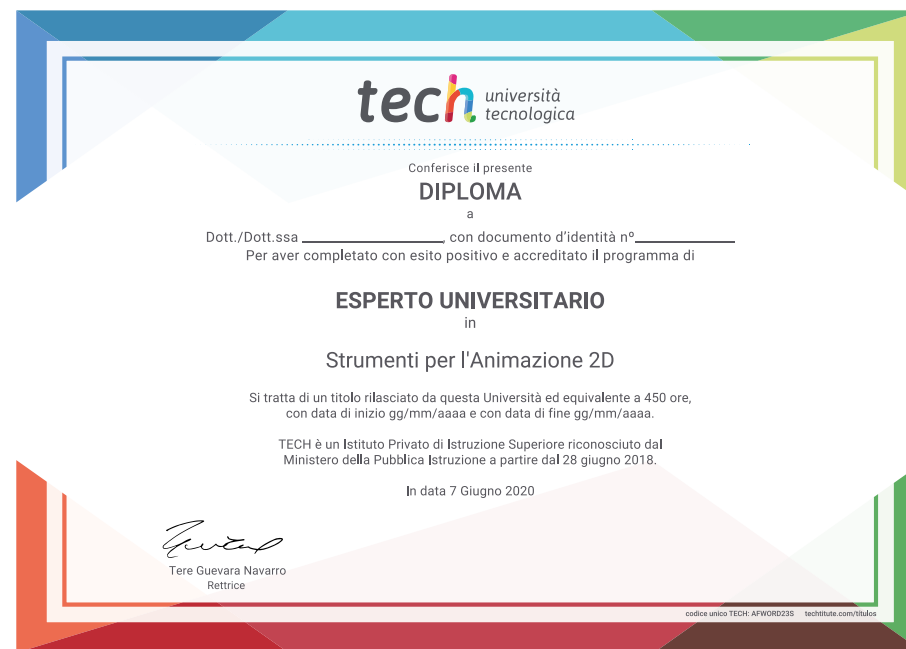 tech università
tecnologica
Conferisce il presente
DIPLOMA
a
Dott./Dott.ssa ____________, con documento d'identità nº__________
Per aver completato con esito positivo e accreditato il programma di
ESPERTO UNIVERSITARIO
in
Strumenti per l'Animazione 2D
Si tratta di un titolo rilasciato da questa Università ed equivalente a 450 ore,
con data di inizio gg/mm/aaaa e con data di fine gg/mm/aaaa.
TECH è un Istituto Privato di Istruzione Superiore riconosciuto dal
Ministero della Pubblica Istruzione a partire dal 28 giugno 2018.
In data 7 Giugno 2020
Tere Guevara Navarro
Rettrice
codice unico TECH: AFWORD23S techtitute.com/titulos